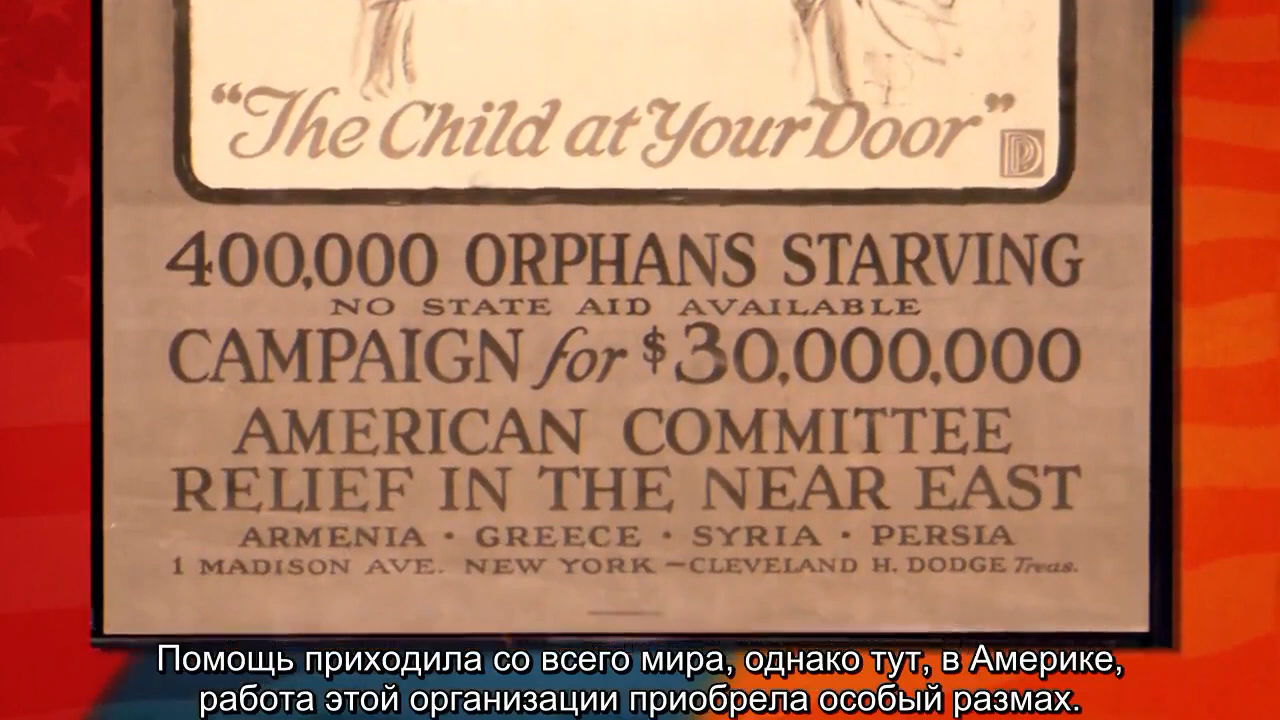 "The Child at Your Door"
400,000 ORPHANS STARVING
NO STATE AID AVAILABLE
CAMPAIGN for $30,000,000
AMERICAN COMMITTEE
RELIEF IN THE NEAR EAST
ARMENIA • GREECE • SYRIA • PERSIA
1 MADISON AVE. NEW YORK – CLEVELAND H. DODGE Treas.
Помощь приходила со всего мира, однако тут, в Америке,
работа этой организации приобрела особый размах.